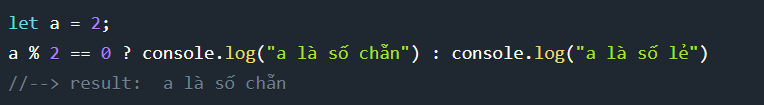 let a = 2;
a % 2 == 0 ? console.log("a là số chẵn") : console.log("a là số lẻ")
//--> result:  a là số chẵn